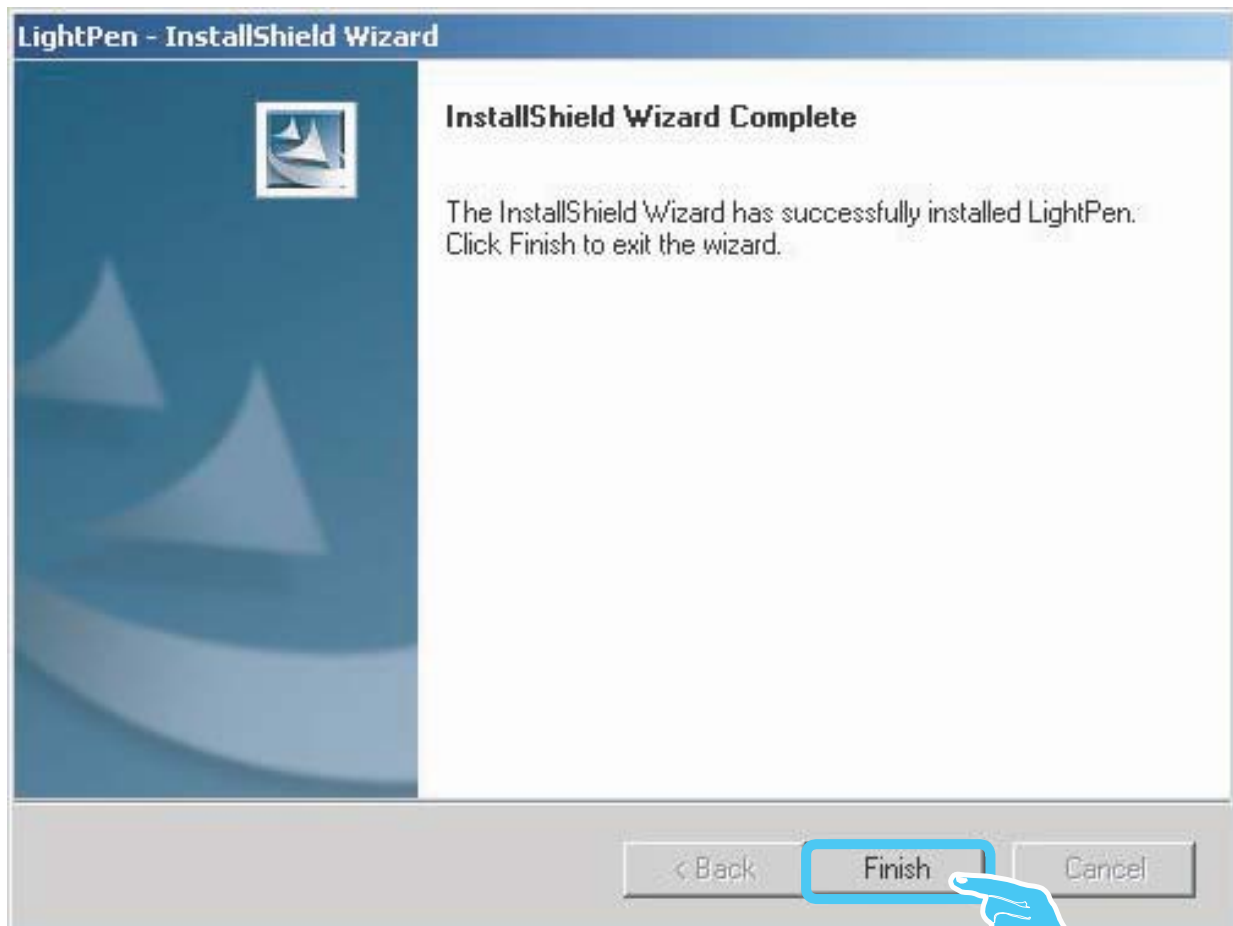 LightPen - InstallShield Wizard
InstallShield Wizard Complete
The InstallShield Wizard has successfully installed LightPen.
Click Finish to exit the wizard.
< Back
Finish
Cancel